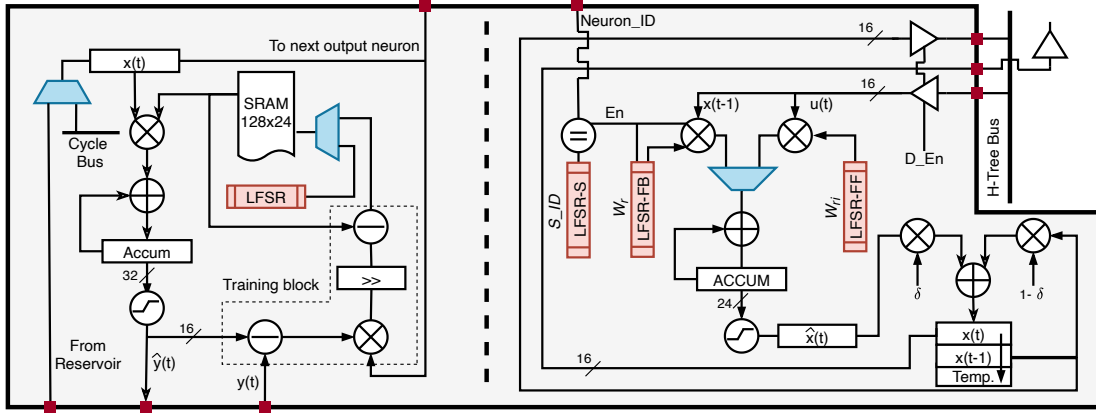 To next output neuron
x(t)
SRAM
128x24
Cycle
Bus
LFSR
Accum
32
Training block
>>
16
From
Reservoir
ŷ(t)
y(t)
Neuron_ID
16
16
En
x(t-1)
u(t)
D_En
H-Tree Bus
S_ID
LFSR-S
Wr
LFSR-FB
Wri
LFSR-FF
ACCUM
24
x̂(t)
δ
1- δ
16
x(t)
x(t-1)
Temp.